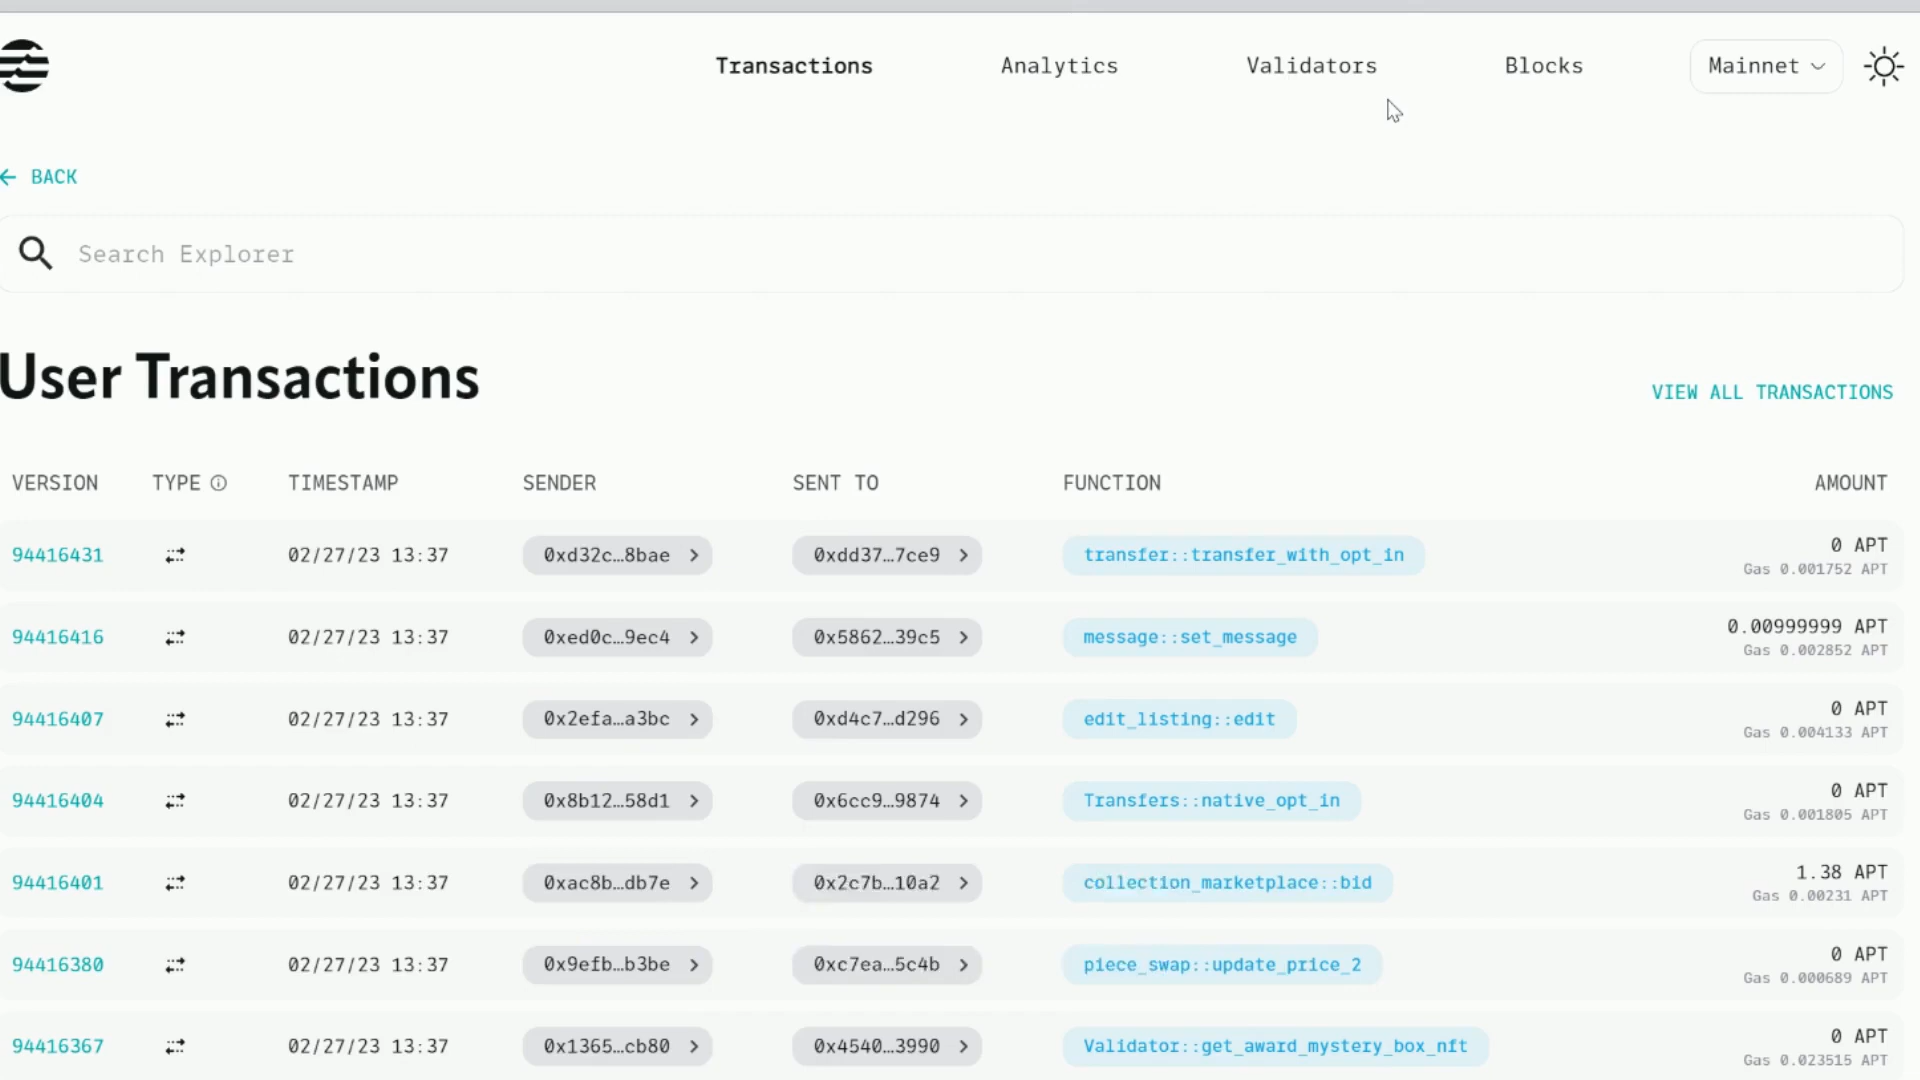 Transactions Analytics Validators Blocks Mainnet
← BACK
Search Explorer
User Transactions
VIEW ALL TRANSACTIONS
VERSION TYPE TIMESTAMP SENDER SENT TO FUNCTION AMOUNT
94416431 02/27/23 13:37 0xd32c…8bae 0xdd37…7ce9 transfer::transfer_with_opt_in 0 APT
Gas 0.001752 APT
94416416 02/27/23 13:37 0xed0c…9ec4 0x5862…39c5 message::set_message 0.00999999 APT
Gas 0.002852 APT
94416407 02/27/23 13:37 0x2efa…a3bc 0xd4c7…d296 edit_listing::edit 0 APT
Gas 0.004133 APT
94416404 02/27/23 13:37 0x8b12…58d1 0x6cc9…9874 Transfers::native_opt_in 0 APT
Gas 0.001805 APT
94416401 02/27/23 13:37 0xac8b…db7e 0x2c7b…10a2 collection_marketplace::bid 1.38 APT
Gas 0.00231 APT
94416380 02/27/23 13:37 0x9efb…b3be 0xc7ea…5c4b piece_swap::update_price_2 0 APT
Gas 0.000689 APT
94416367 02/27/23 13:37 0x1365…cb80 0x4540…3990 Validator::get_award_mystery_box_nft 0 APT
Gas 0.023515 APT